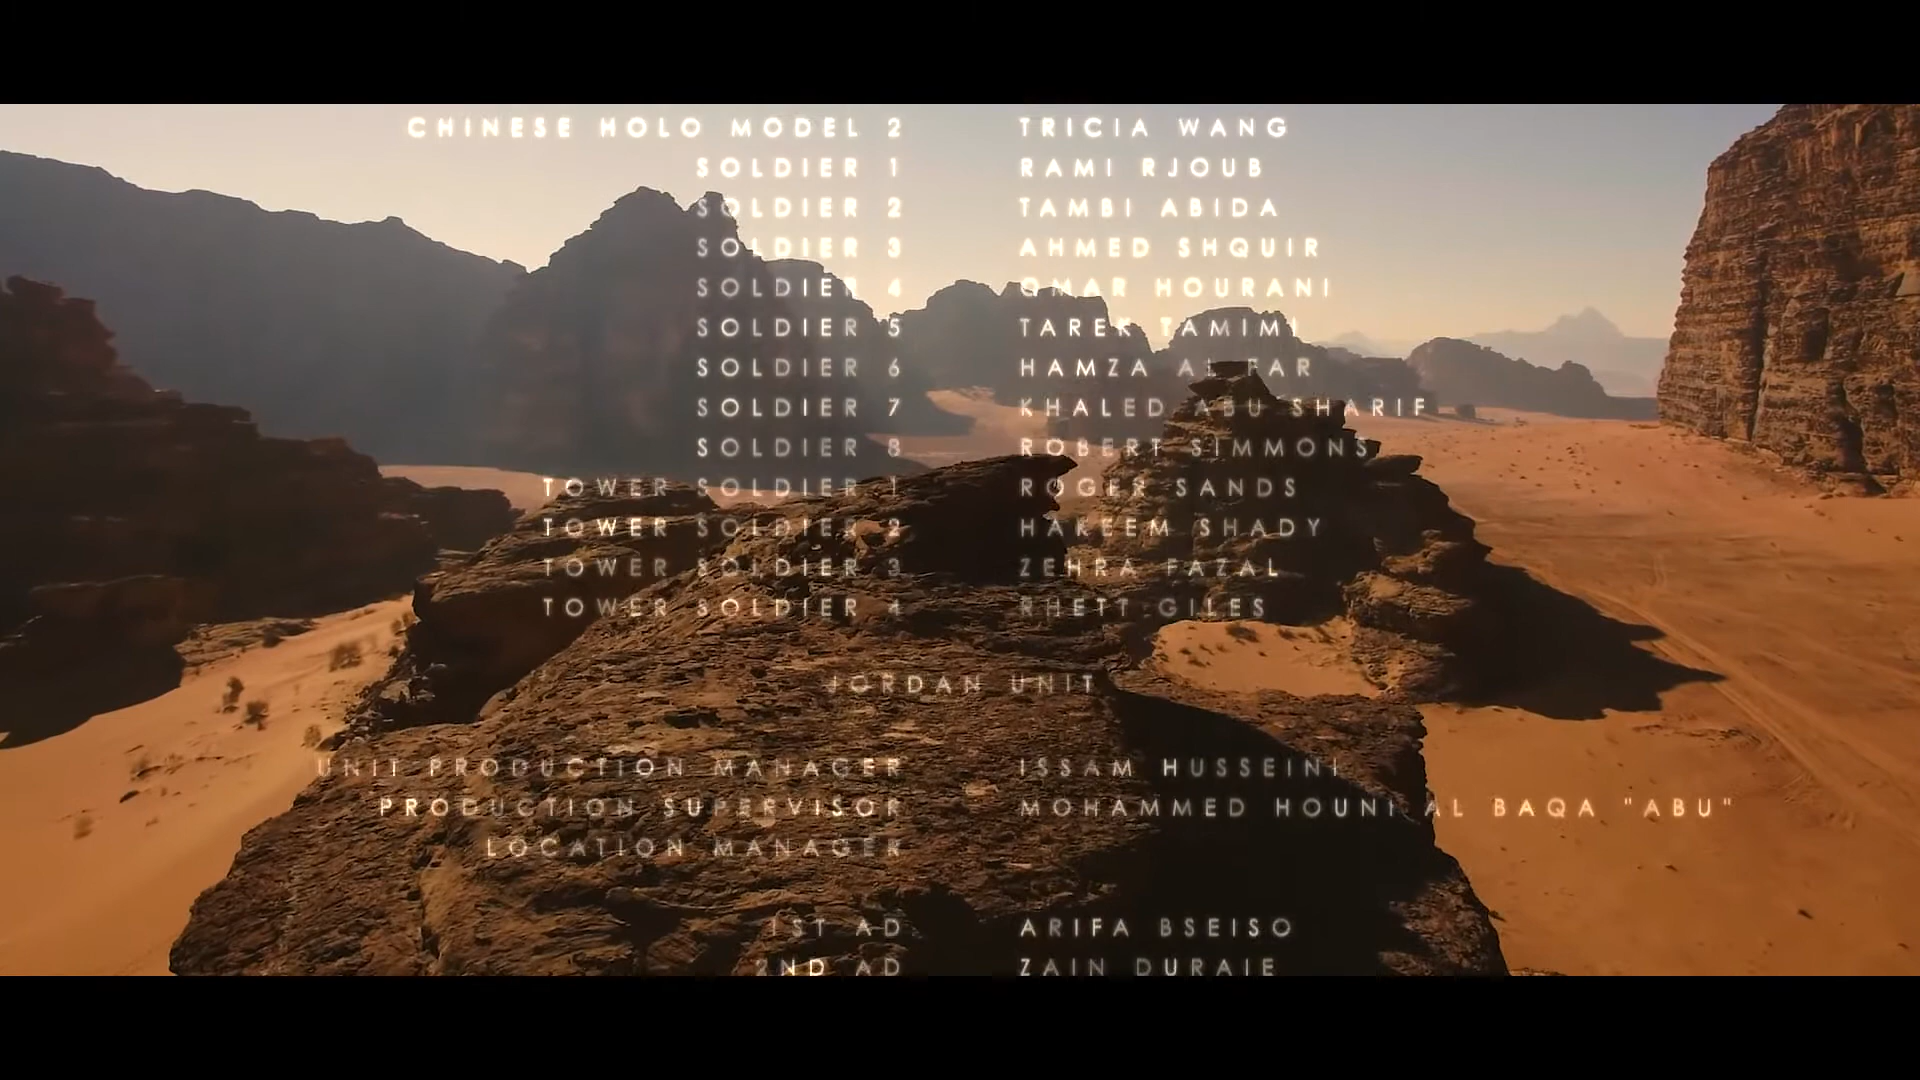 CHINESE HOLO MODEL 2 TRICIA WANG
SOLDIER 1 RAMI RJOUB
SOLDIER 2 TAMBI ABIDA
SOLDIER 3 AHMED SHQUIR
SOLDIER 4 OMAR HOURANI
SOLDIER 5 TAREK TAMIMI
SOLDIER 6 HAMZA AL FAR
SOLDIER 7 KHALED ABU SHARIF
SOLDIER 8 ROBERT SIMMONS
TOWER SOLDIER 1 ROGER SANDS
TOWER SOLDIER 2 HAKEEM SHADY
TOWER SOLDIER 3 ZEHRA FAZAL
TOWER SOLDIER 4 RHETT GILES
JORDAN UNIT
UNIT PRODUCTION MANAGER ISSAM HUSSEINI
PRODUCTION SUPERVISOR MOHAMMED HOUNI AL BAQA "ABU"
LOCATION MANAGER
1ST AD ARIFA BSEISO
2ND AD ZAIN DURAIE